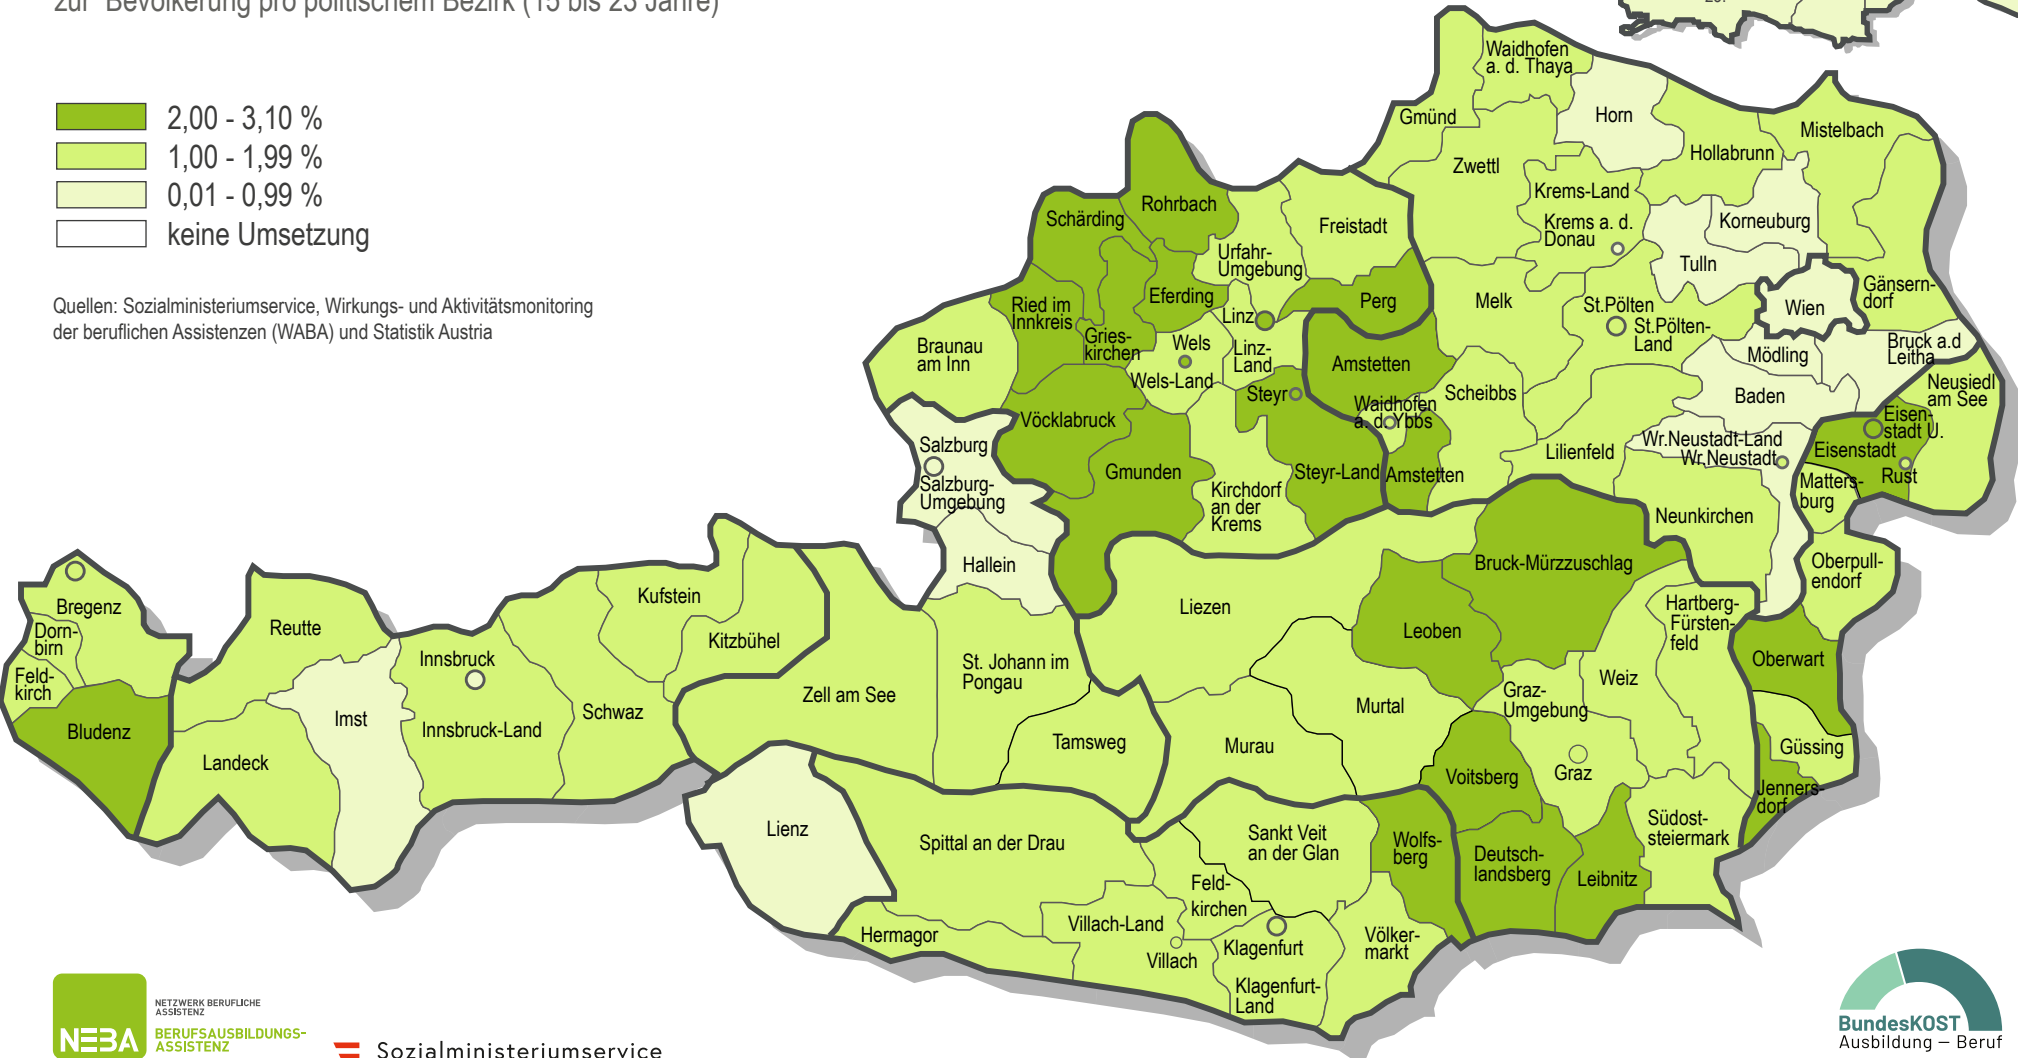 zur Bevölkerung pro politischem Bezirk (15 bis 23 Jahre)
2,00 - 3,10 %
1,00 - 1,99 %
0,01 - 0,99 %
keine Umsetzung
Quellen: Sozialministeriumservice, Wirkungs- und Aktivitätsmonitoring
der beruflichen Assistenzen (WABA) und Statistik Austria
Waidhofen
a. d. Thaya
Gmünd
Horn
Mistelbach
Hollabrunn
Zwettl
Krems-Land
Krems a. d.
Donau
Korneuburg
Tulln
Wien
Gänsern-
dorf
Melk
St.Pölten
St.Pölten-
Land
Mödling
Bruck a.d
Leitha
Baden
Neusiedl
am See
Eisen-
stadt U.
Eisenstadt
Rust
Matters-
burg
Wr.Neustadt-Land
Wr.Neustadt
Neunkirchen
Lilienfeld
Scheibbs
Amstetten
Waidhofen
a. d. Ybbs
Amstetten
Oberpull-
endorf
Oberwart
Güssing
Jenners-
dorf
Rohrbach
Schärding
Freistadt
Urfahr-
Umgebung
Perg
Eferding
Ried im
Innkreis
Gries-
kirchen
Linz
Linz-
Land
Wels
Wels-Land
Braunau
am Inn
Steyr
Steyr-Land
Vöcklabruck
Gmunden
Kirchdorf
an der
Krems
Salzburg
Salzburg-
Umgebung
Hallein
St. Johann im
Pongau
Zell am See
Tamsweg
Liezen
Bruck-Mürzzuschlag
Leoben
Hartberg-
Fürsten-
feld
Weiz
Graz-
Umgebung
Graz
Murtal
Murau
Voitsberg
Deutsch-
landsberg
Leibnitz
Südost-
steiermark
Wolfs-
berg
Sankt Veit
an der Glan
Feld-
kirchen
Spittal an der Drau
Hermagor
Villach-Land
Villach
Klagenfurt
Klagenfurt-
Land
Völker-
markt
Lienz
Kufstein
Kitzbühel
Schwaz
Innsbruck
Innsbruck-Land
Imst
Reutte
Landeck
Bregenz
Dorn-
birn
Feld-
kirch
Bludenz
NEBA
NETZWERK BERUFLICHE
ASSISTENZ
BERUFSAUSBILDUNGS-
ASSISTENZ
Sozialministeriumservice
BundesKOST
Ausbildung – Beruf